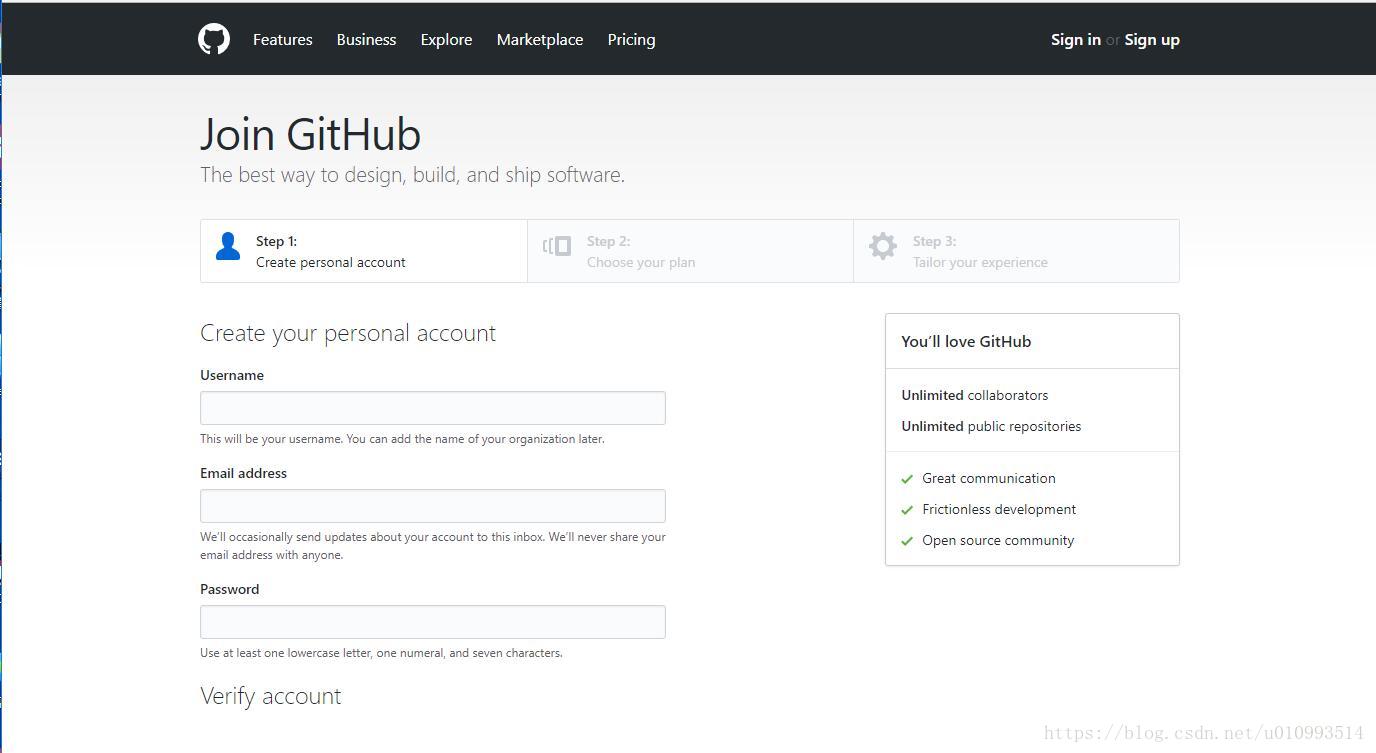 Features Business Explore Marketplace Pricing Sign in or Sign up
Join GitHub
The best way to design, build, and ship software.
Step 1:
Create personal account
Step 2:
Choose your plan
Step 3:
Tailor your experience
Create your personal account
Username
This will be your username. You can add the name of your organization later.
Email address
We’ll occasionally send updates about your account to this inbox. We’ll never share your
email address with anyone.
Password
Use at least one lowercase letter, one numeral, and seven characters.
Verify account
You’ll love GitHub
Unlimited collaborators
Unlimited public repositories
Great communication
Frictionless development
Open source community
https://blog.csdn.net/u010993514